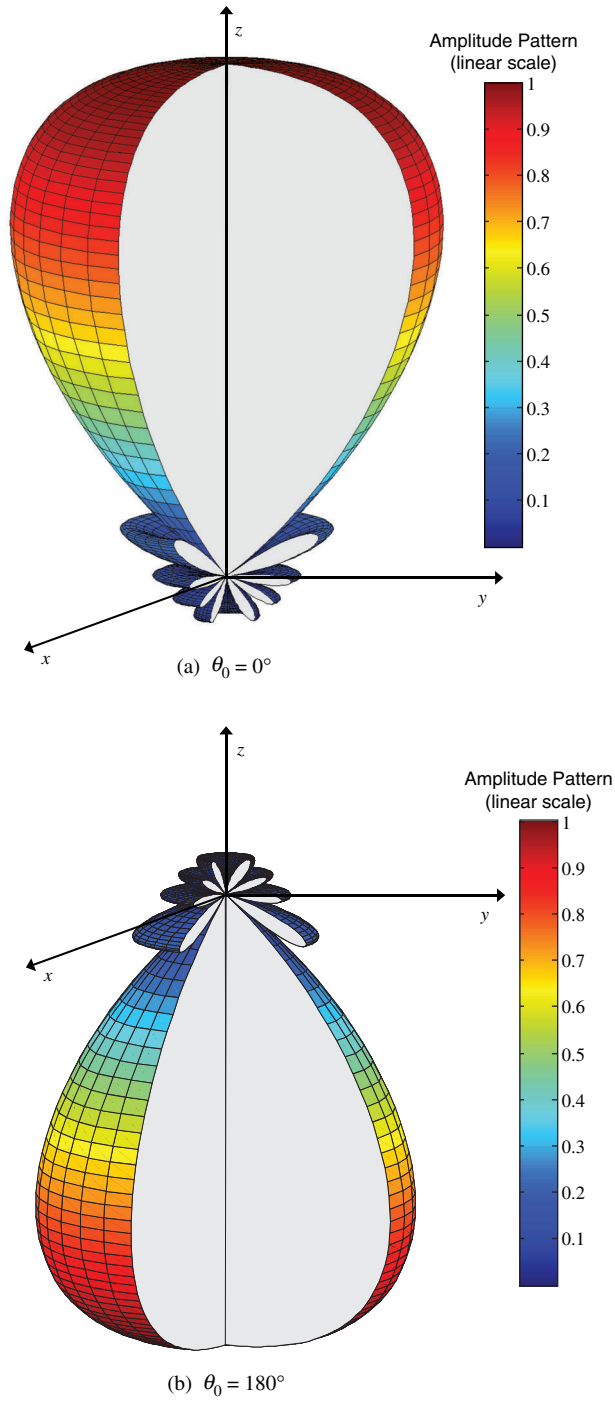 z
Amplitude Pattern
(linear scale)
1
0.9
0.8
0.7
0.6
0.5
0.4
0.3
0.2
0.1
y
x
(a) θ₀ = 0°
z
Amplitude Pattern
(linear scale)
1
0.9
0.8
0.7
0.6
0.5
0.4
0.3
0.2
0.1
y
x
(b) θ₀ = 180°